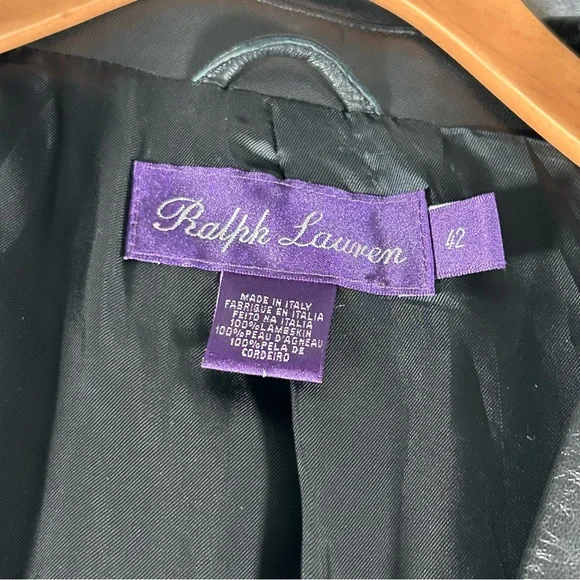 Ralph Lauren
42
MADE IN ITALY
FABRIQUE EN ITALIA
FEITO NA ITALIA
100%LAMBSKIN
100%PEAU D'AGNEAU
100%PELA DE
CORDEIRO